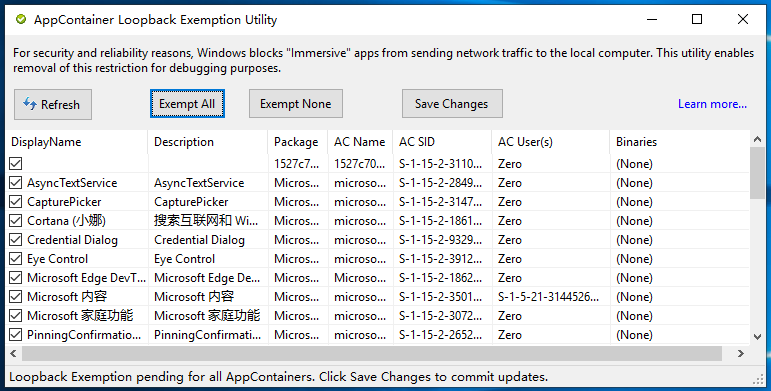 AppContainer Loopback Exemption Utility
For security and reliability reasons, Windows blocks "Immersive" apps from sending network traffic to the local computer. This utility enables
removal of this restriction for debugging purposes.
Refresh Exempt All Exempt None Save Changes Learn more...
DisplayName Description Package AC Name AC SID AC User(s) Binaries
1527c7... 1527c70... S-1-15-2-3110... Zero (None)
AsyncTextService AsyncTextService Micros... microso... S-1-15-2-2849... Zero (None)
CapturePicker CapturePicker Micros... microso... S-1-15-2-3147... Zero (None)
Cortana (小娜) 搜索互联网和 Wi... Micros... microso... S-1-15-2-1861... Zero (None)
Credential Dialog Credential Dialog Micros... microso... S-1-15-2-9329... Zero (None)
Eye Control Eye Control Micros... microso... S-1-15-2-3912... Zero (None)
Microsoft Edge DevT... Microsoft Edge De... Micros... microso... S-1-15-2-1862... Zero (None)
Microsoft 内容 Microsoft 内容 Micros... microso... S-1-15-2-3501... S-1-5-21-3144526... (None)
Microsoft 家庭功能 Microsoft 家庭功能 Micros... microso... S-1-15-2-3072... Zero (None)
PinningConfirmatio... PinningConfirmati... Micros... microso... S-1-15-2-2652... Zero (None)
Loopback Exemption pending for all AppContainers. Click Save Changes to commit updates.